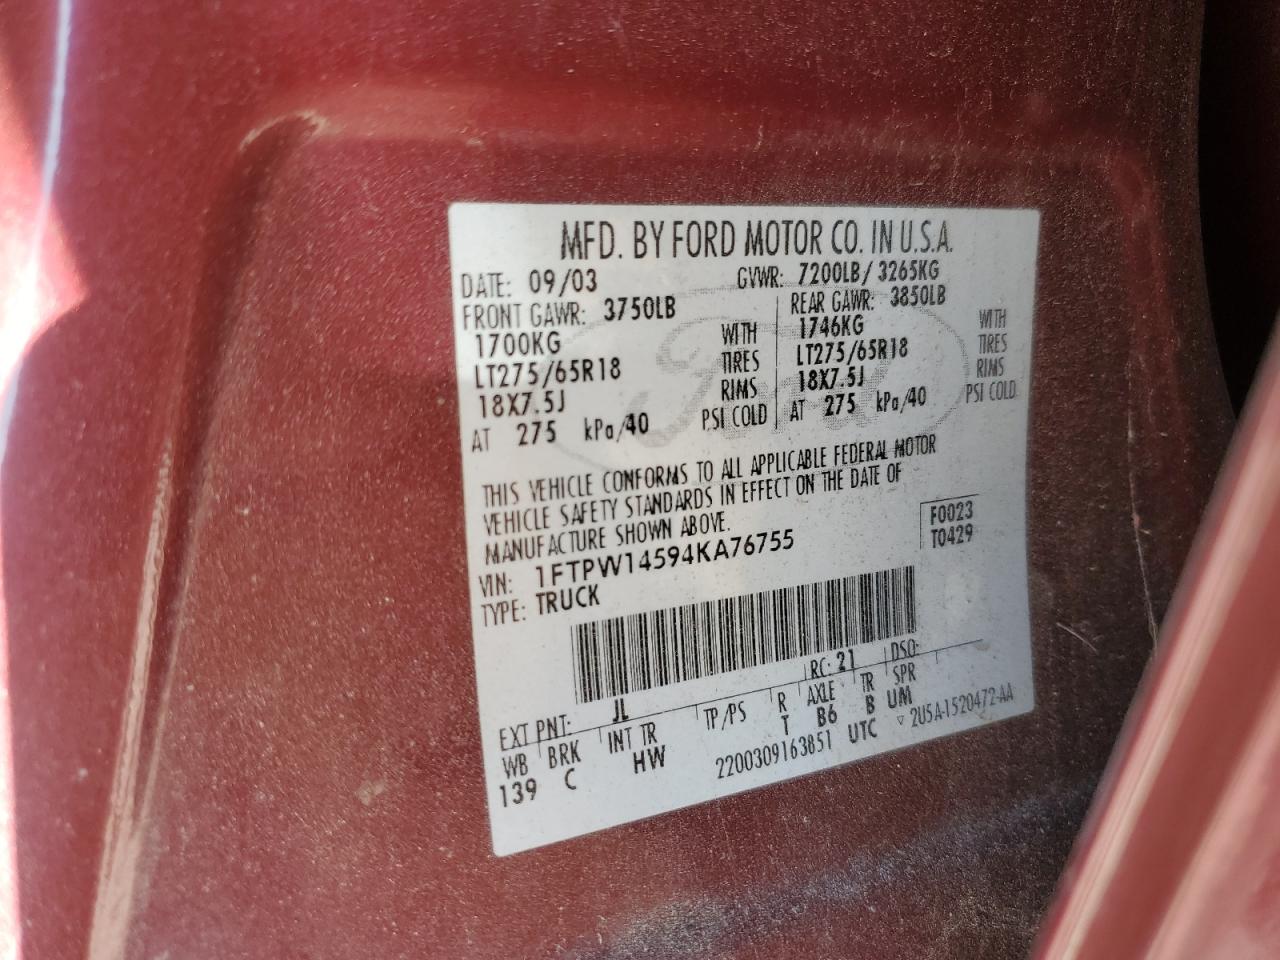 MFD. BY FORD MOTOR CO. IN U.S.A.
DATE: 09/03 GVWR: 7200LB/ 3265KG
FRONT GAWR: 3750LB REAR GAWR: 3850LB
1700KG WITH 1746KG WITH
LT275/65R18 TIRES LT275/65R18 TIRES
18X7.5J RIMS 18X7.5J RIMS
AT 275 kPa/40 PSI COLD AT 275 kPa/40 PSI COLD
Ford
THIS VEHICLE CONFORMS TO ALL APPLICABLE FEDERAL MOTOR
VEHICLE SAFETY STANDARDS IN EFFECT ON THE DATE OF
MANUFACTURE SHOWN ABOVE.
VIN: 1FTPW14594KA76755 F0023
TYPE: TRUCK T0429
EXT PNT: JL RC: 21 DSO:
WB BRK INT TR TP/PS R AXLE TR SPR
139 C HW T B6 B UM
2200309163851 UTC ▽ 2U5A-1520472-AA